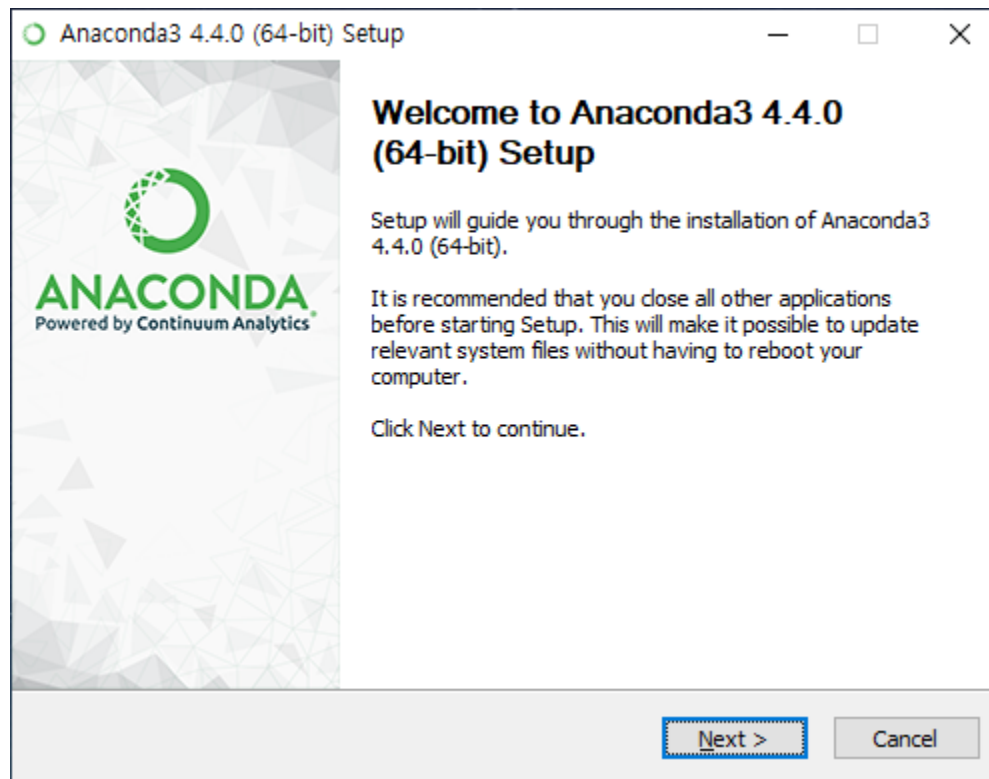 Anaconda3 4.4.0 (64-bit) Setup
Welcome to Anaconda3 4.4.0
(64-bit) Setup
Setup will guide you through the installation of Anaconda3
4.4.0 (64-bit).
It is recommended that you close all other applications
before starting Setup. This will make it possible to update
relevant system files without having to reboot your
computer.
Click Next to continue.
ANACONDA
Powered by Continuum Analytics
Next >
Cancel